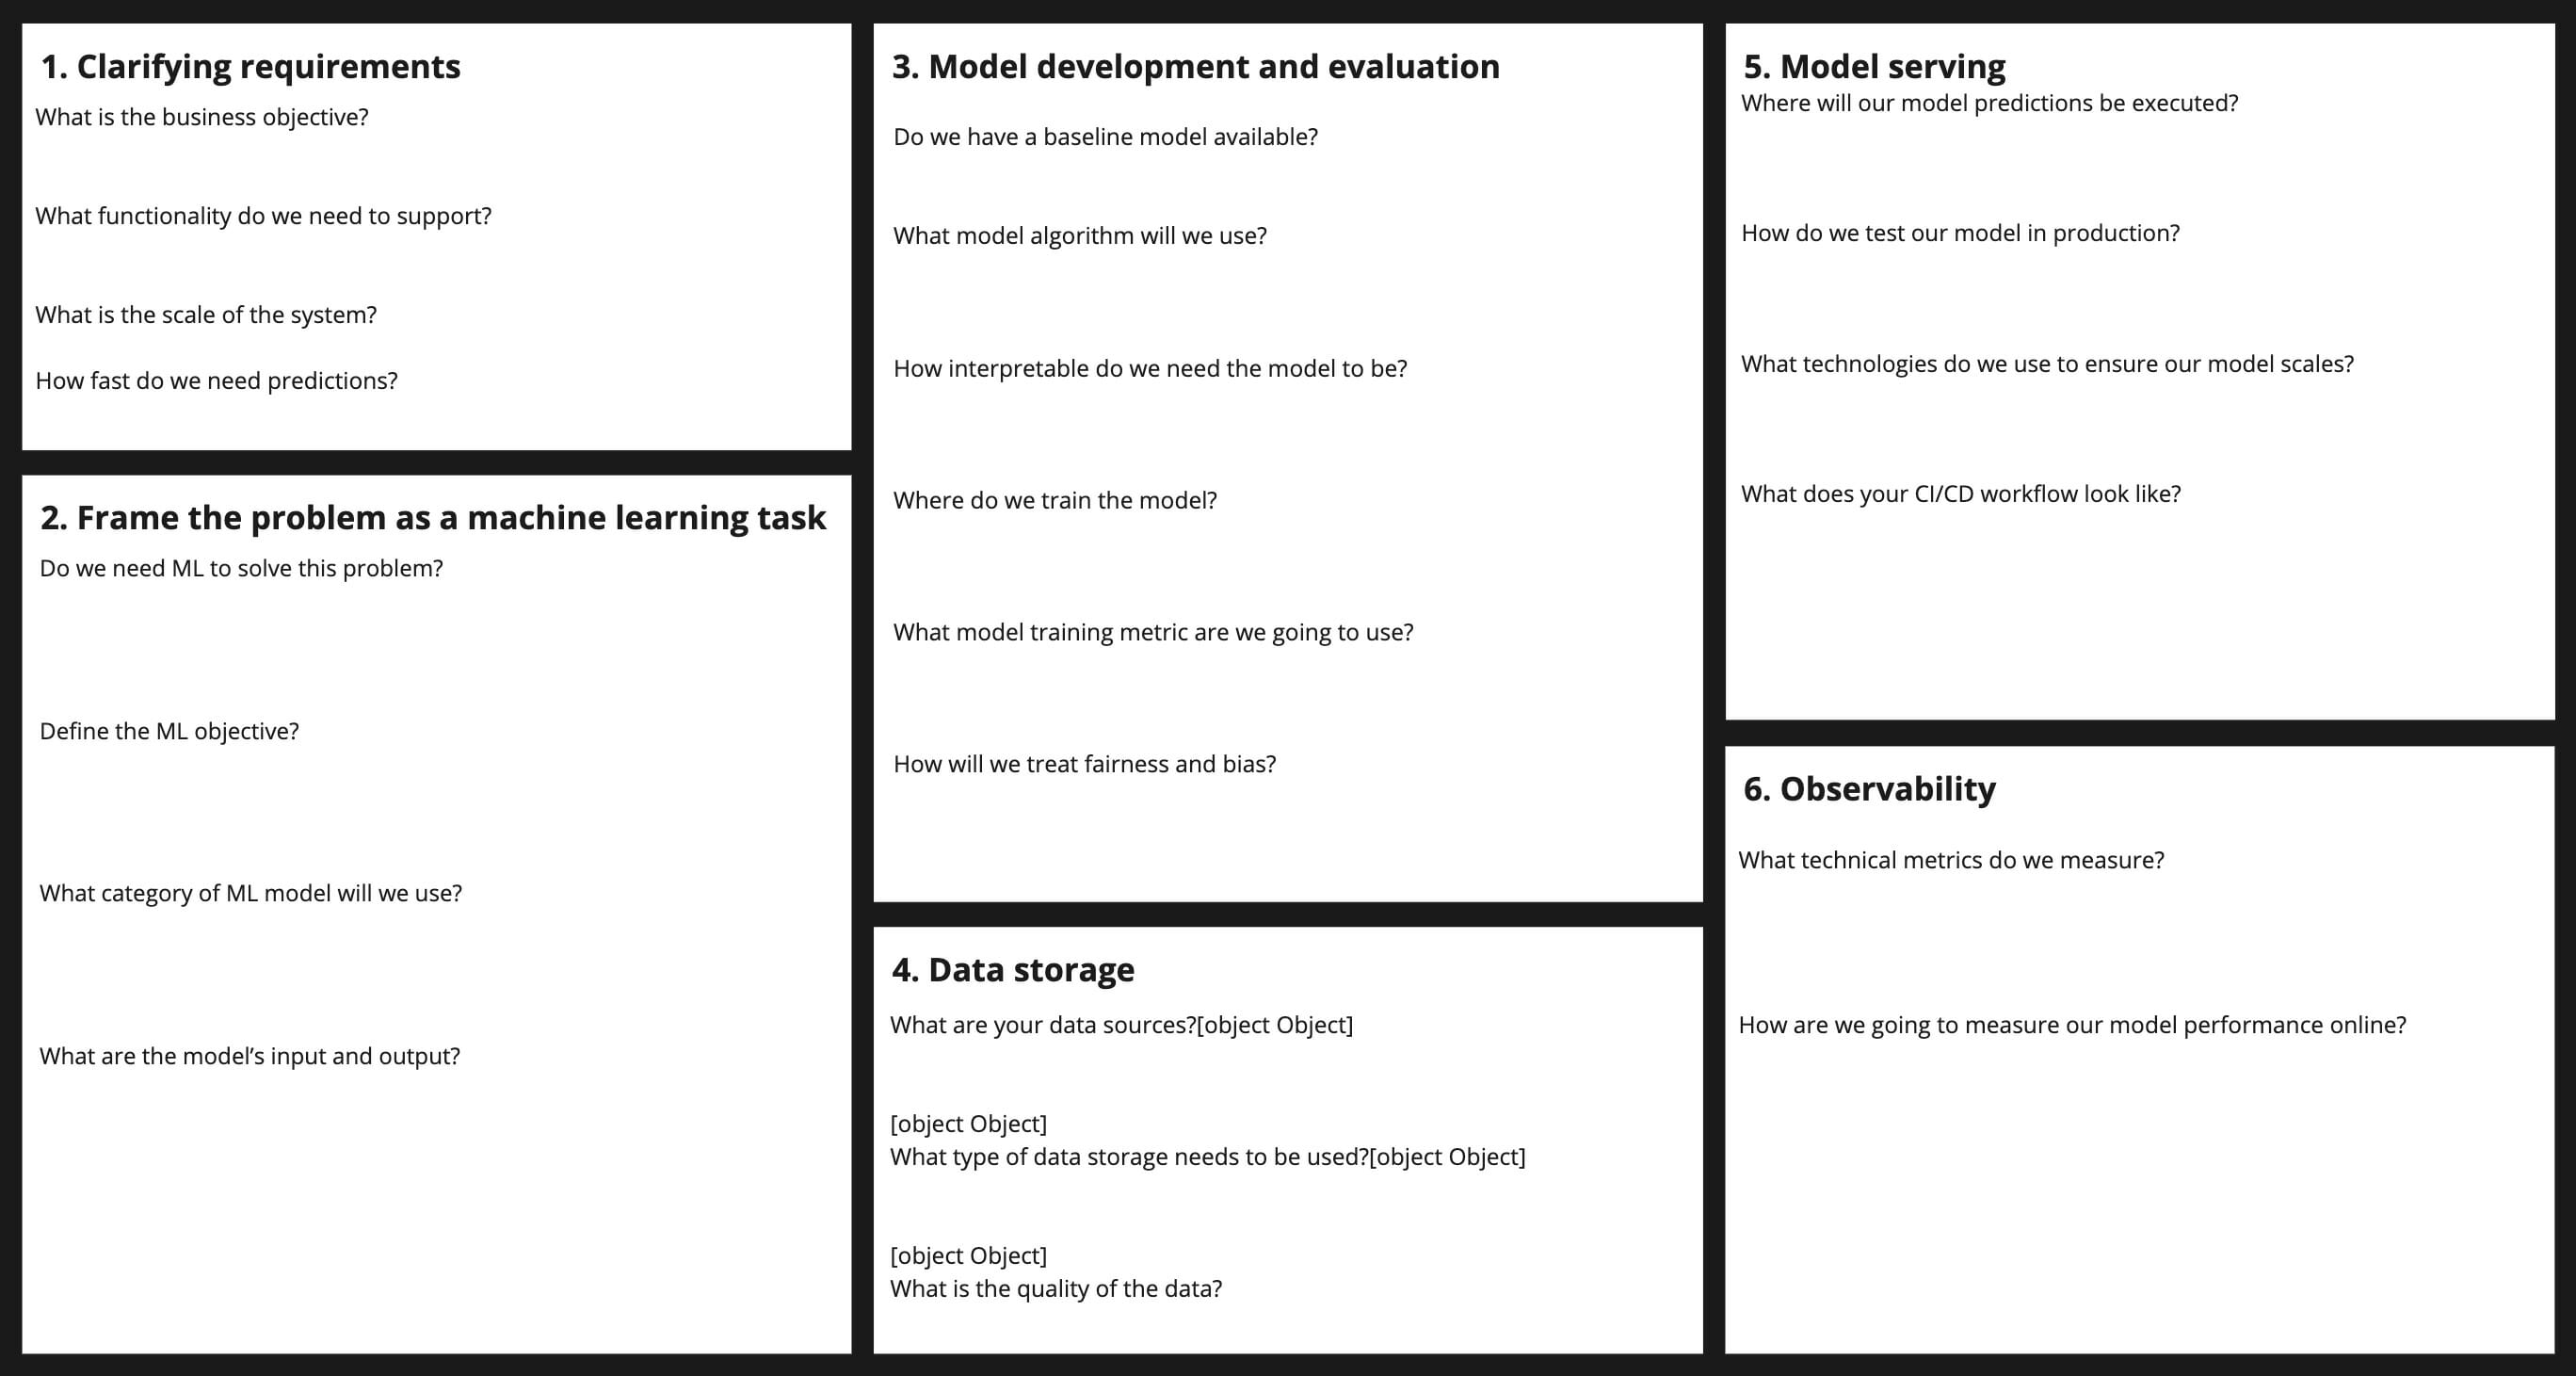 1. Clarifying requirements
What is the business objective?
What functionality do we need to support?
What is the scale of the system?
How fast do we need predictions?
2. Frame the problem as a machine learning task
Do we need ML to solve this problem?
Define the ML objective?
What category of ML model will we use?
What are the model’s input and output?
3. Model development and evaluation
Do we have a baseline model available?
What model algorithm will we use?
How interpretable do we need the model to be?
Where do we train the model?
What model training metric are we going to use?
How will we treat fairness and bias?
4. Data storage
What are your data sources?[object Object]
[object Object]
What type of data storage needs to be used?[object Object]
[object Object]
What is the quality of the data?
5. Model serving
Where will our model predictions be executed?
How do we test our model in production?
What technologies do we use to ensure our model scales?
What does your CI/CD workflow look like?
6. Observability
What technical metrics do we measure?
How are we going to measure our model performance online?